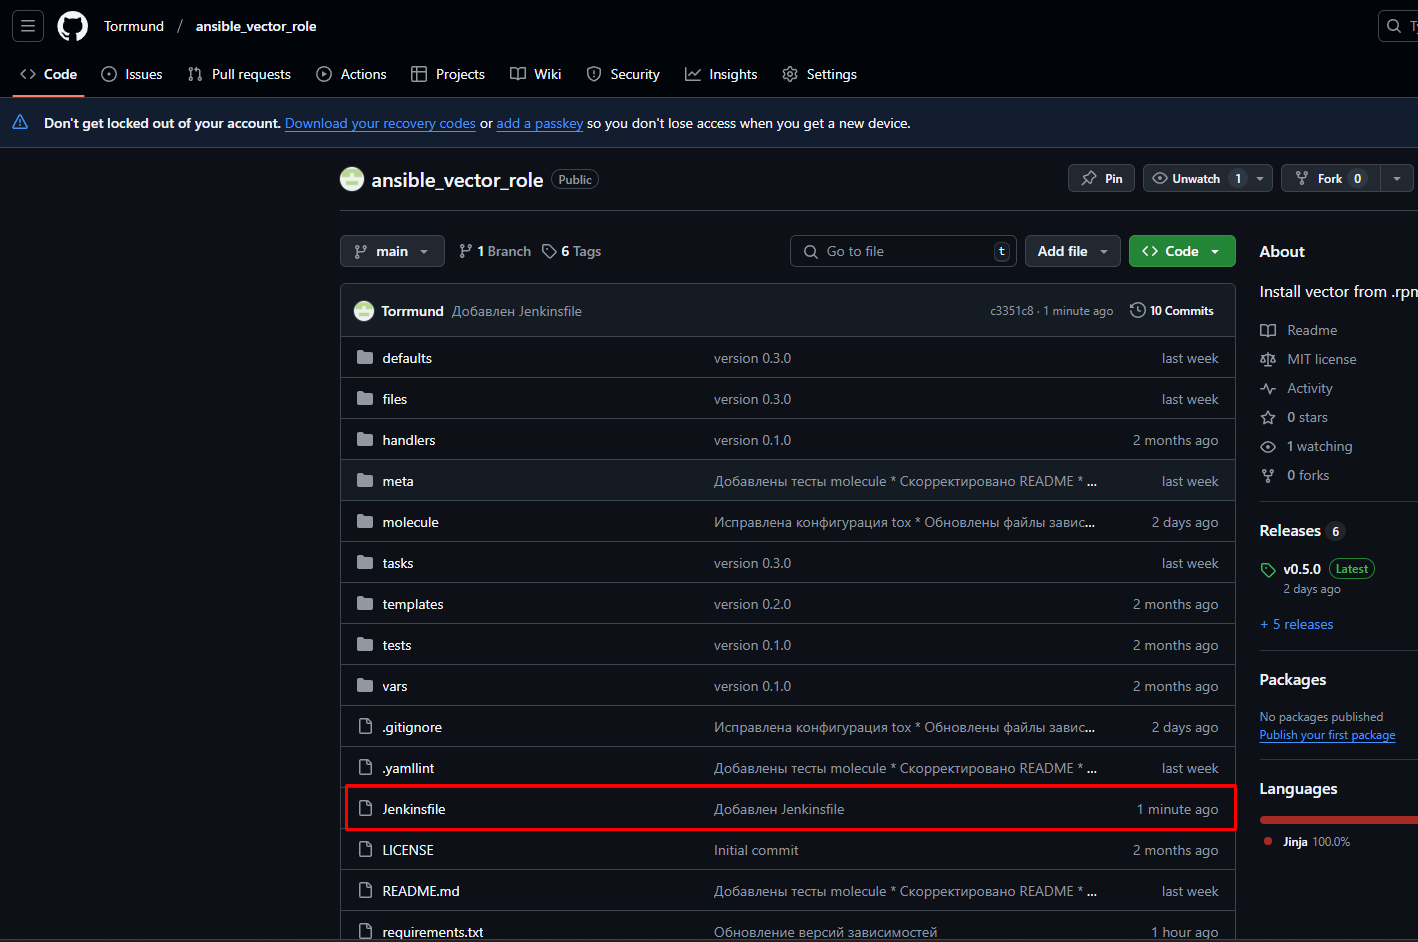 Torrmund / ansible_vector_role
Code Issues Pull requests Actions Projects Wiki Security Insights Settings
Don't get locked out of your account. Download your recovery codes or add a passkey so you don't lose access when you get a new device.
ansible_vector_role Public
Pin Unwatch 1 Fork 0
main 1 Branch 6 Tags Go to file t Add file Code
Torrmund Добавлен Jenkinsfile c3351c8 · 1 minute ago 10 Commits
defaults version 0.3.0 last week
files version 0.3.0 last week
handlers version 0.1.0 2 months ago
meta Добавлены тесты molecule * Скорректировано README * ... last week
molecule Исправлена конфигурация tox * Обновлены файлы завис... 2 days ago
tasks version 0.3.0 last week
templates version 0.2.0 2 months ago
tests version 0.1.0 2 months ago
vars version 0.1.0 2 months ago
.gitignore Исправлена конфигурация tox * Обновлены файлы завис... 2 days ago
.yamllint Добавлены тесты molecule * Скорректировано README * ... last week
Jenkinsfile Добавлен Jenkinsfile 1 minute ago
LICENSE Initial commit 2 months ago
README.md Добавлены тесты molecule * Скорректировано README * ... last week
requirements.txt Обновление версий зависимостей 1 hour ago
About
Install vector from .rpm
Readme
MIT license
Activity
0 stars
1 watching
0 forks
Releases 6
v0.5.0 Latest
2 days ago
+ 5 releases
Packages
No packages published
Publish your first package
Languages
Jinja 100.0%